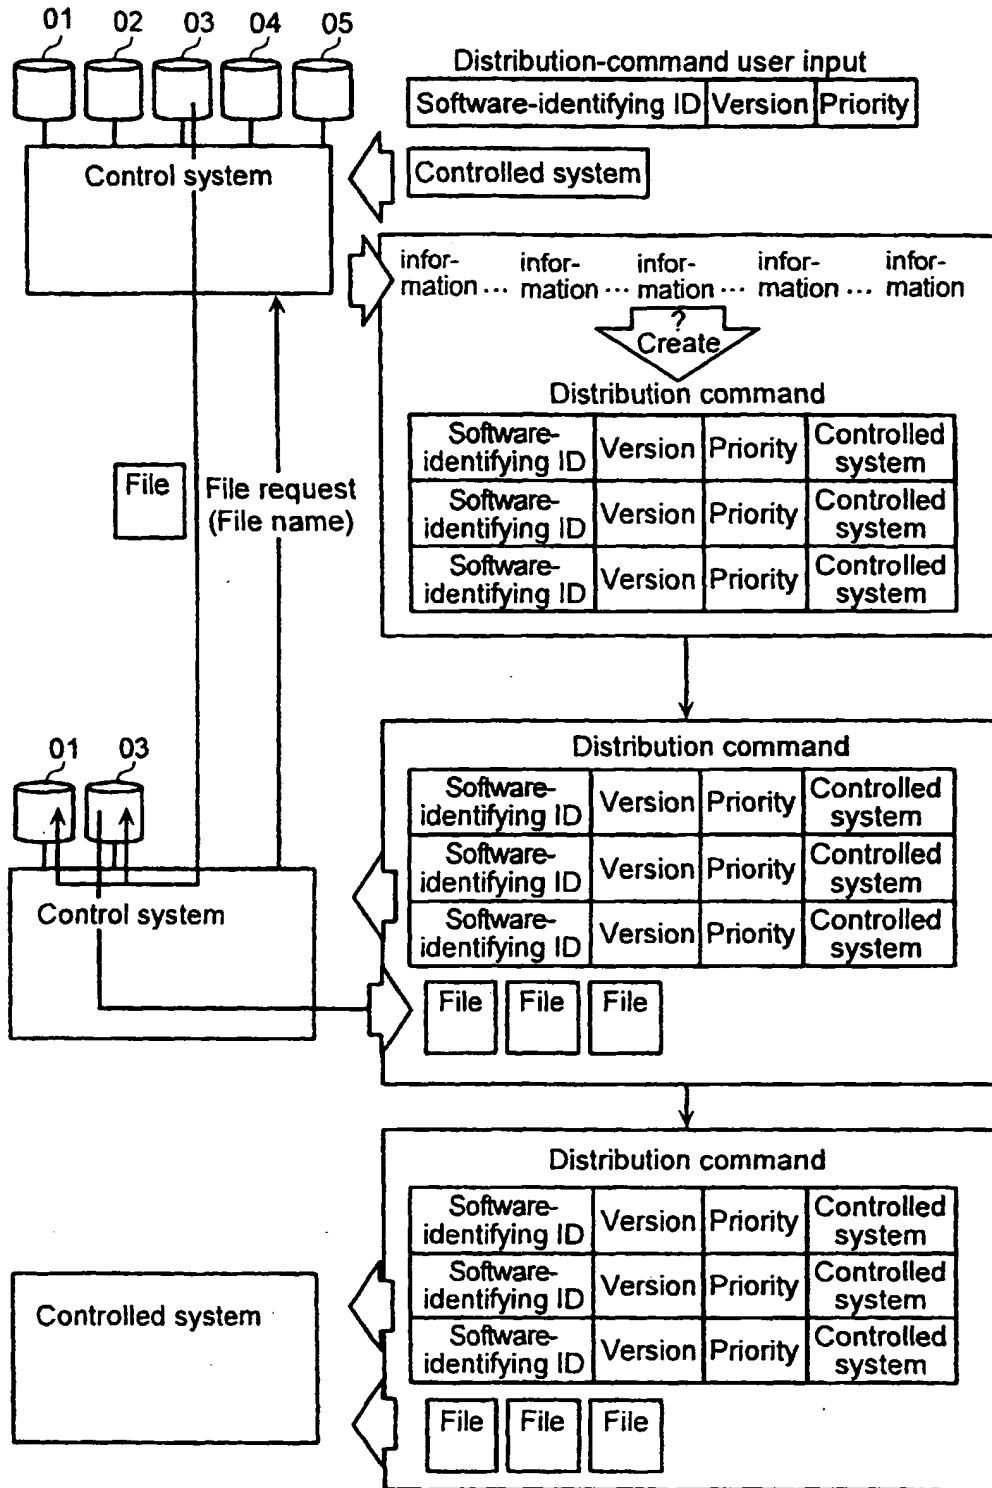 01 02 03 04 05
Distribution-command user input
Software-identifying ID Version Priority
Control system
Controlled system
infor-
mation ... infor-
mation ... infor-
mation ... infor-
mation ... infor-
mation
?
Create
Distribution command
Software-
identifying ID Version Priority Controlled
system
Software-
identifying ID Version Priority Controlled
system
Software-
identifying ID Version Priority Controlled
system
File
File request
(File name)
01 03
Control system
Distribution command
Software-
identifying ID Version Priority Controlled
system
Software-
identifying ID Version Priority Controlled
system
Software-
identifying ID Version Priority Controlled
system
File File File
Controlled system
Distribution command
Software-
identifying ID Version Priority Controlled
system
Software-
identifying ID Version Priority Controlled
system
Software-
identifying ID Version Priority Controlled
system
File File File